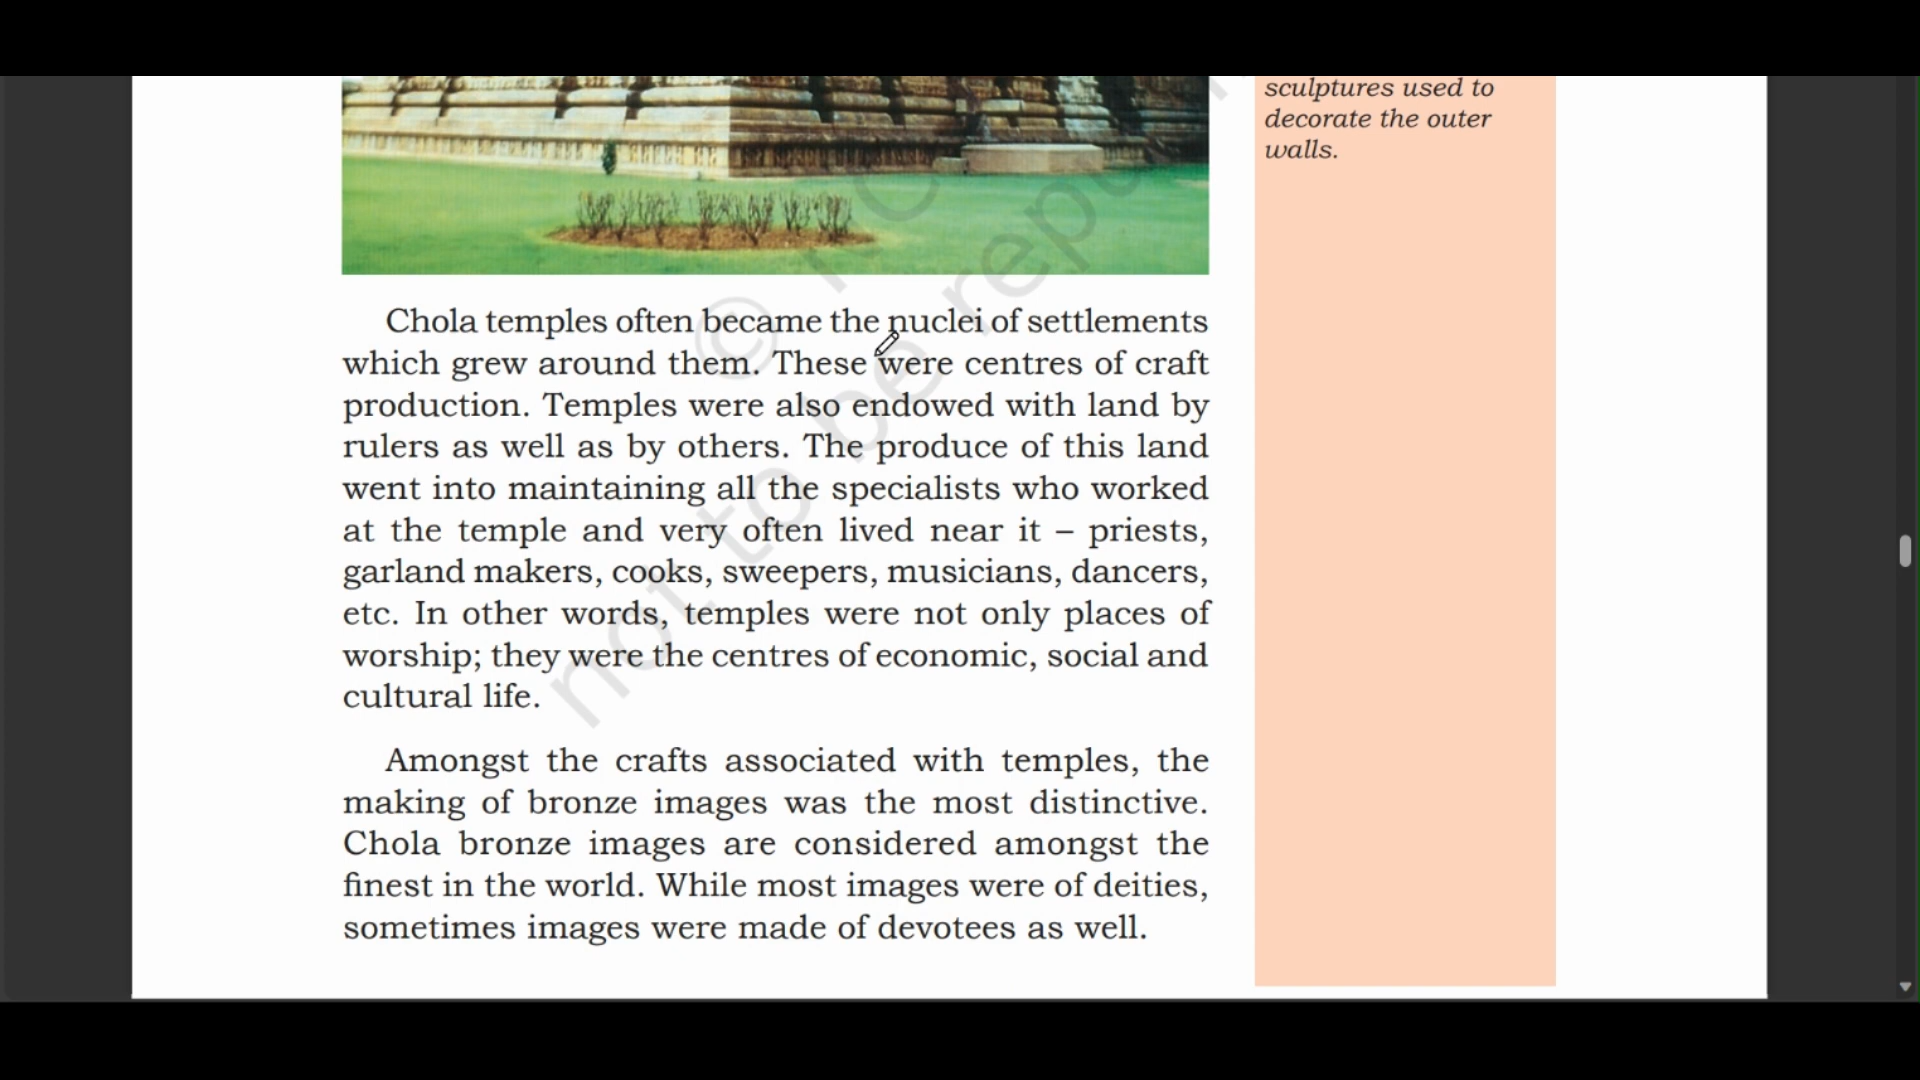 sculptures used to
decorate the outer
walls.
Chola temples often became the nuclei of settlements
which grew around them. These were centres of craft
production. Temples were also endowed with land by
rulers as well as by others. The produce of this land
went into maintaining all the specialists who worked
at the temple and very often lived near it – priests,
garland makers, cooks, sweepers, musicians, dancers,
etc. In other words, temples were not only places of
worship; they were the centres of economic, social and
cultural life.
Amongst the crafts associated with temples, the
making of bronze images was the most distinctive.
Chola bronze images are considered amongst the
finest in the world. While most images were of deities,
sometimes images were made of devotees as well.
©
not to be